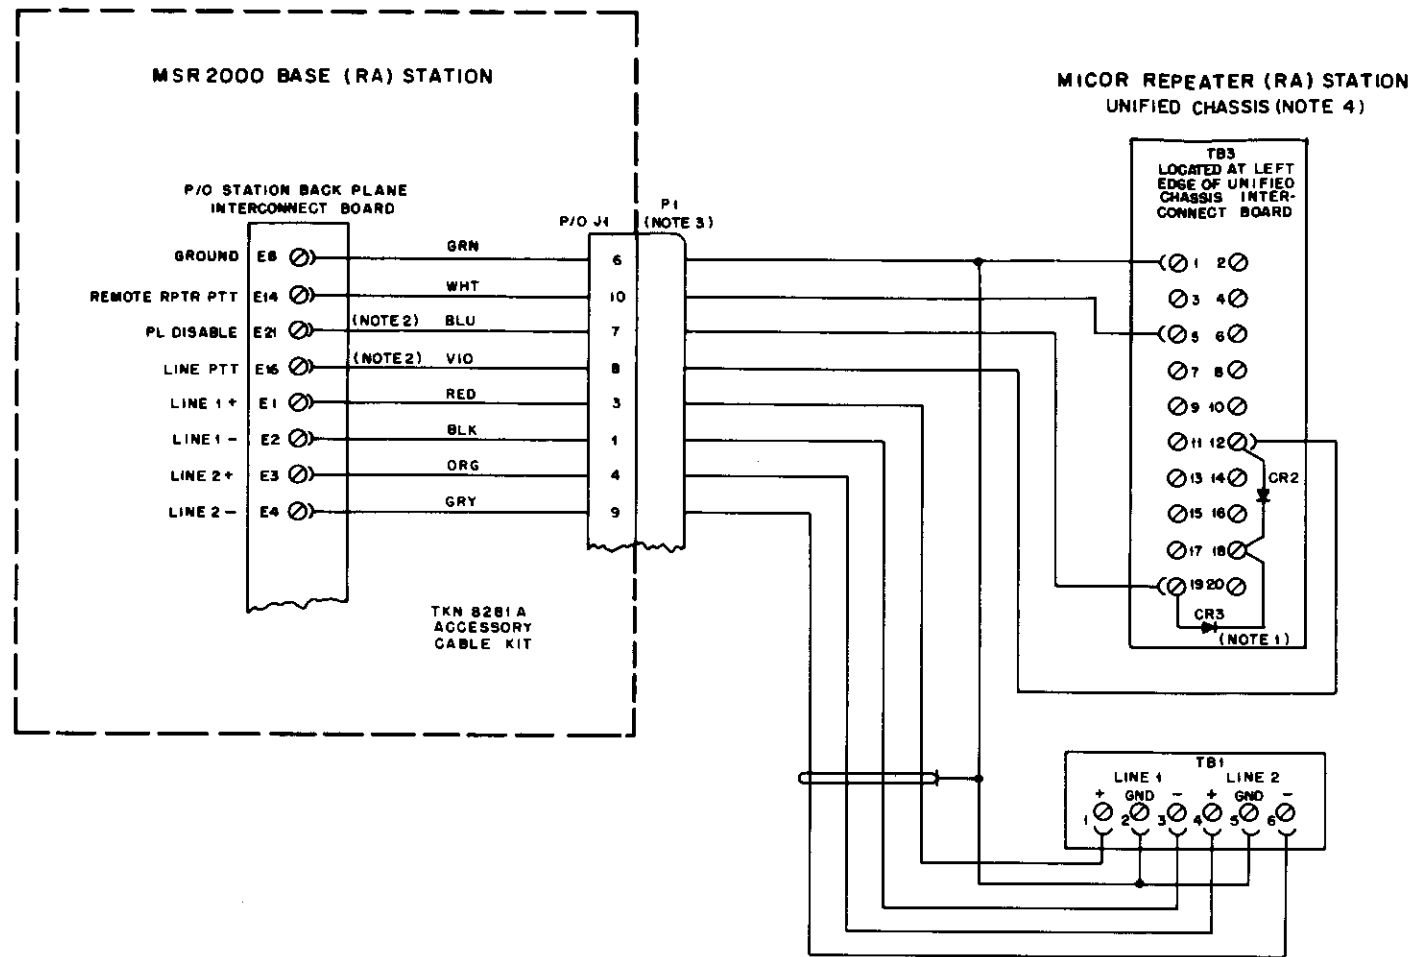 MSR2000 BASE (RA) STATION
MICOR REPEATER (RA) STATION
UNIFIED CHASSIS (NOTE 4)
TB3
LOCATED AT LEFT
EDGE OF UNIFIED
CHASSIS INTER-
CONNECT BOARD
P/O STATION BACK PLANE
INTERCONNECT BOARD
P/O J1
P1
(NOTE 3)
GROUND E8 GRN 6
REMOTE RPTR PTT E14 WHT 10
PL DISABLE E21 (NOTE 2) BLU 7
LINE PTT E16 (NOTE 2) VIO 8
LINE 1 + E1 RED 3
LINE 1 - E2 BLK 1
LINE 2 + E3 ORG 4
LINE 2 - E4 GRY 9
1 2
3 4
5 6
7 8
9 10
11 12
13 14
CR2
15 16
17 18
19 20
CR3
(NOTE 1)
TKN 8281A
ACCESSORY
CABLE KIT
TB1
LINE 1 LINE 2
+ GND - + GND -
1 2 3 4 5 6